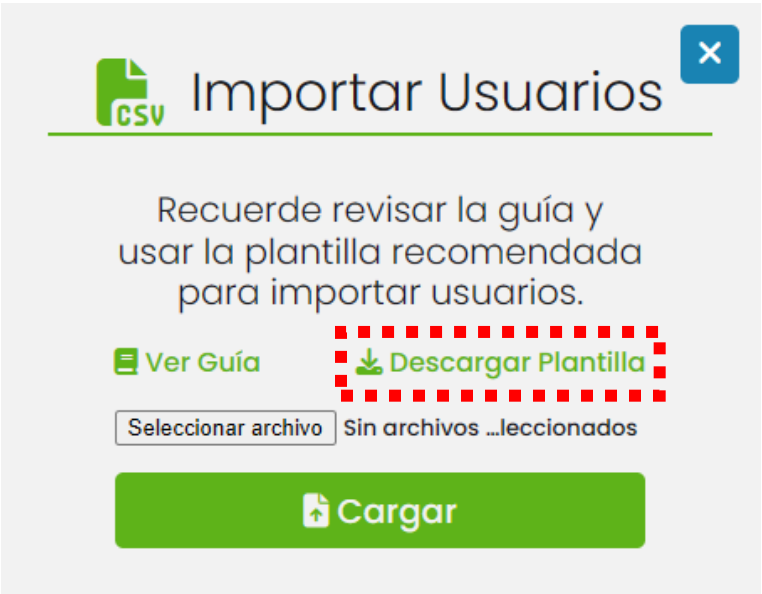 CSV Importar Usuarios
Recuerde revisar la guía y
usar la plantilla recomendada
para importar usuarios.
Ver Guía Descargar Plantilla
Seleccionar archivo Sin archivos ...leccionados
Cargar